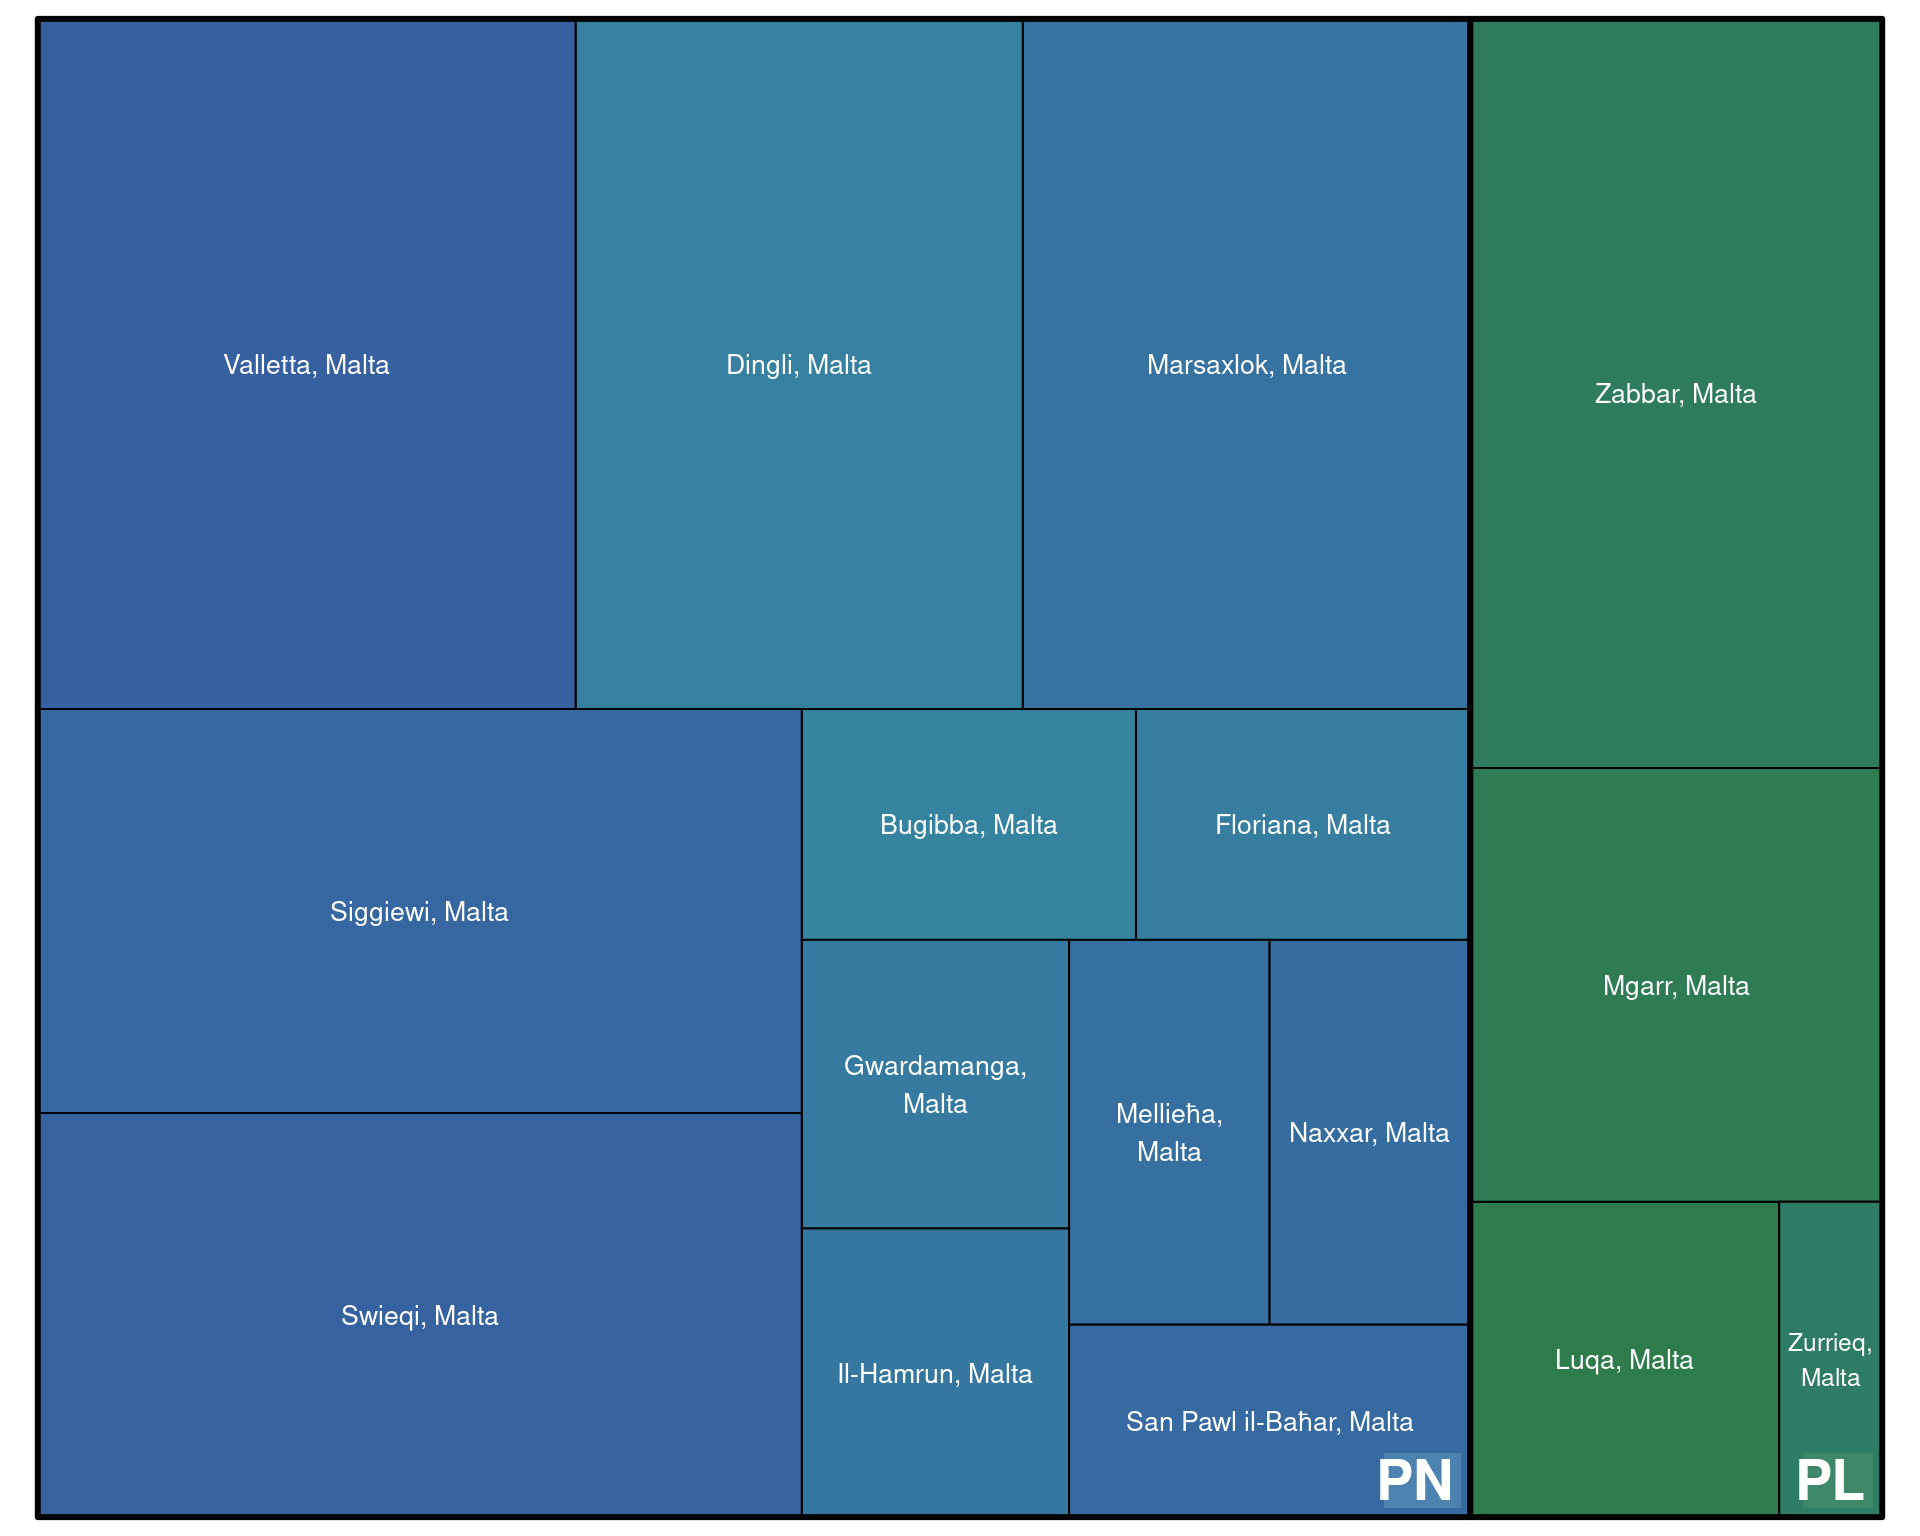 Valletta, Malta
Dingli, Malta
Marsaxlok, Malta
Zabbar, Malta
Siggiewi, Malta
Bugibba, Malta
Floriana, Malta
Mgarr, Malta
Gwardamanga,
Malta
Mellieħa,
Malta
Naxxar, Malta
Swieqi, Malta
Il-Hamrun, Malta
San Pawl il-Baħar, Malta
Luqa, Malta
Zurrieq,
Malta
PN
PL